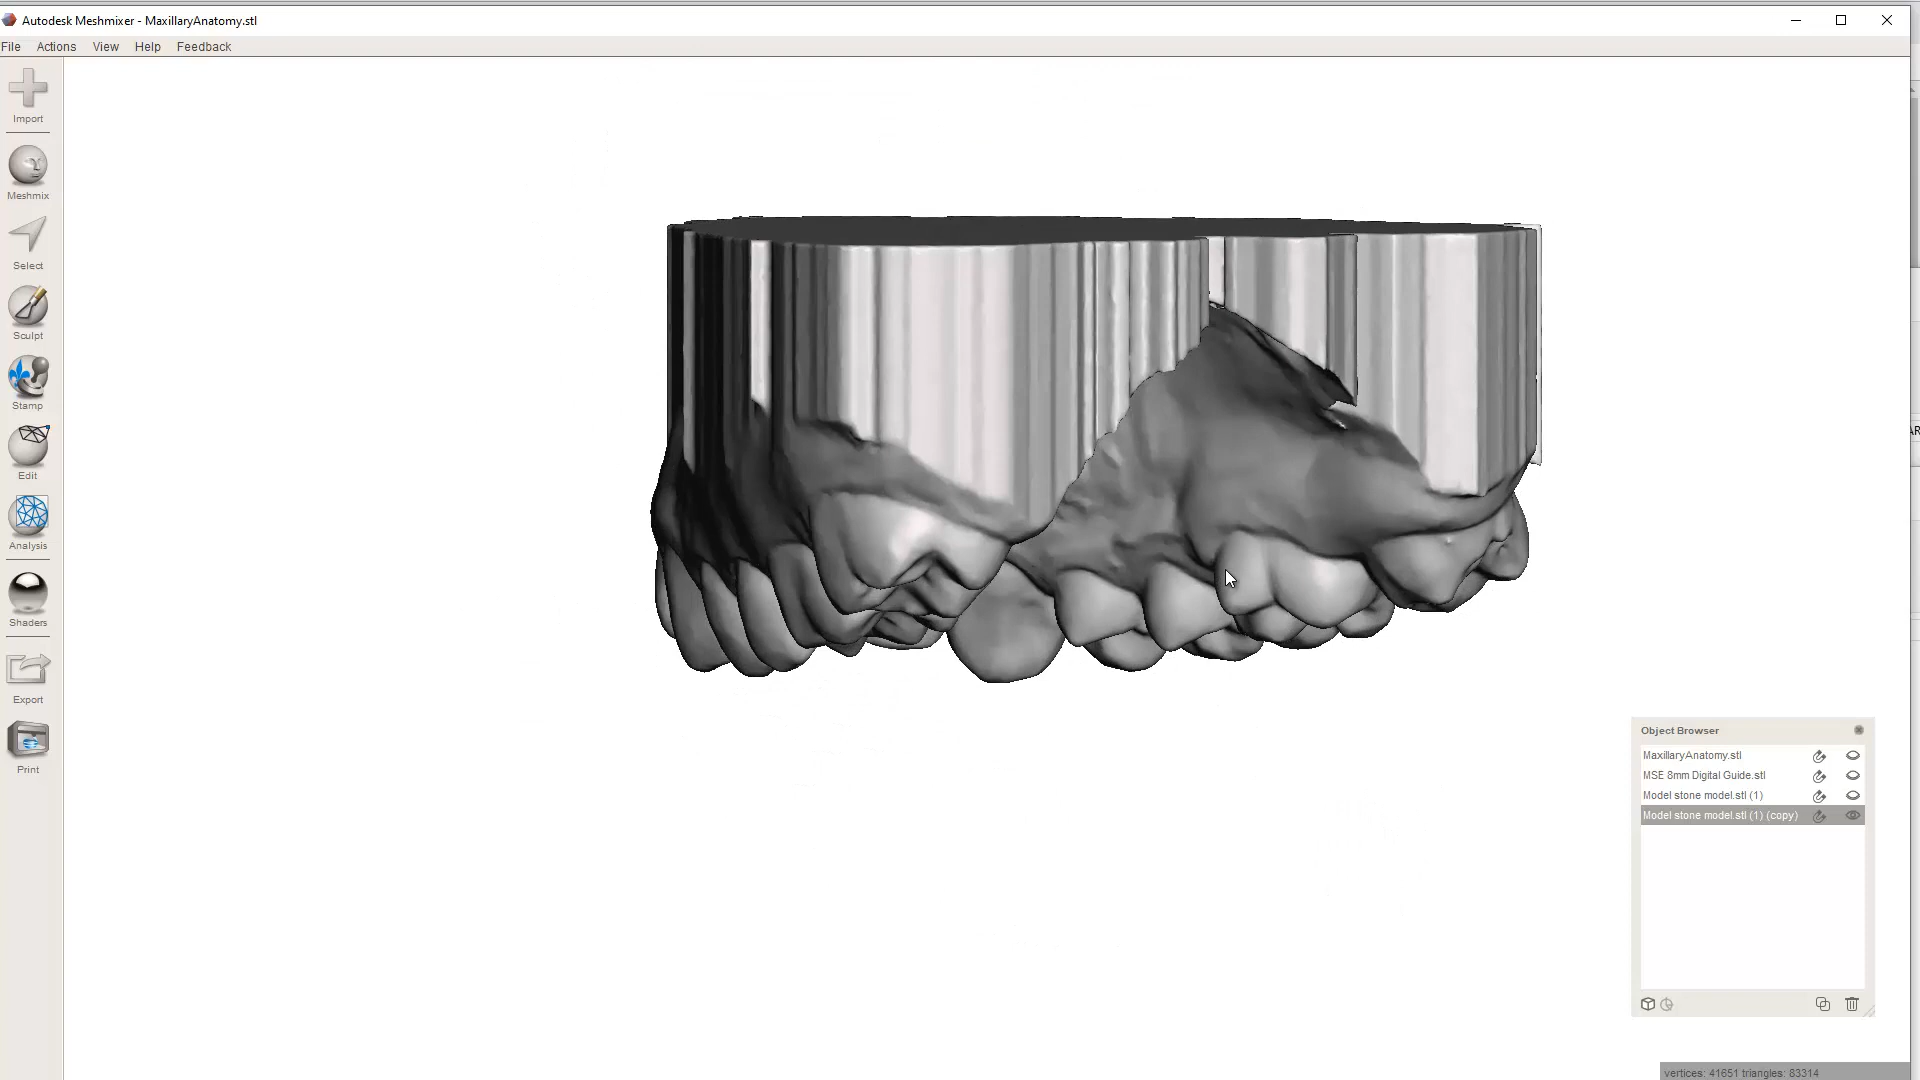 Autodesk Meshmixer - MaxillaryAnatomy.stl
File Actions View Help Feedback
Import
Meshmix
Select
Sculpt
Stamp
Edit
Analysis
Shaders
Export
Print
AR
Object Browser
MaxillaryAnatomy.stl
MSE 8mm Digital Guide.stl
Model stone model.stl (1)
Model stone model.stl (1) (copy)
vertices: 41651 triangles: 83314